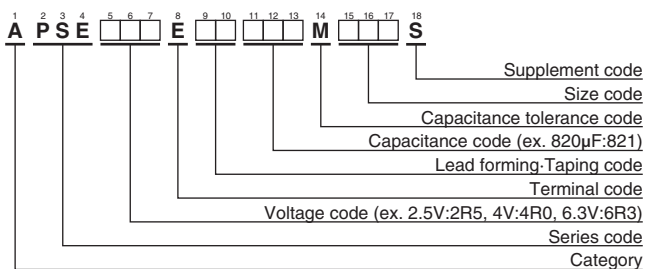 1 2 3 4 5 6 7 8 9 10 11 12 13 14 15 16 17 18
A P S E E M S
Supplement code
Size code
Capacitance tolerance code
Capacitance code (ex. 820µF:821)
Lead forming·Taping code
Terminal code
Voltage code (ex. 2.5V:2R5, 4V:4R0, 6.3V:6R3)
Series code
Category